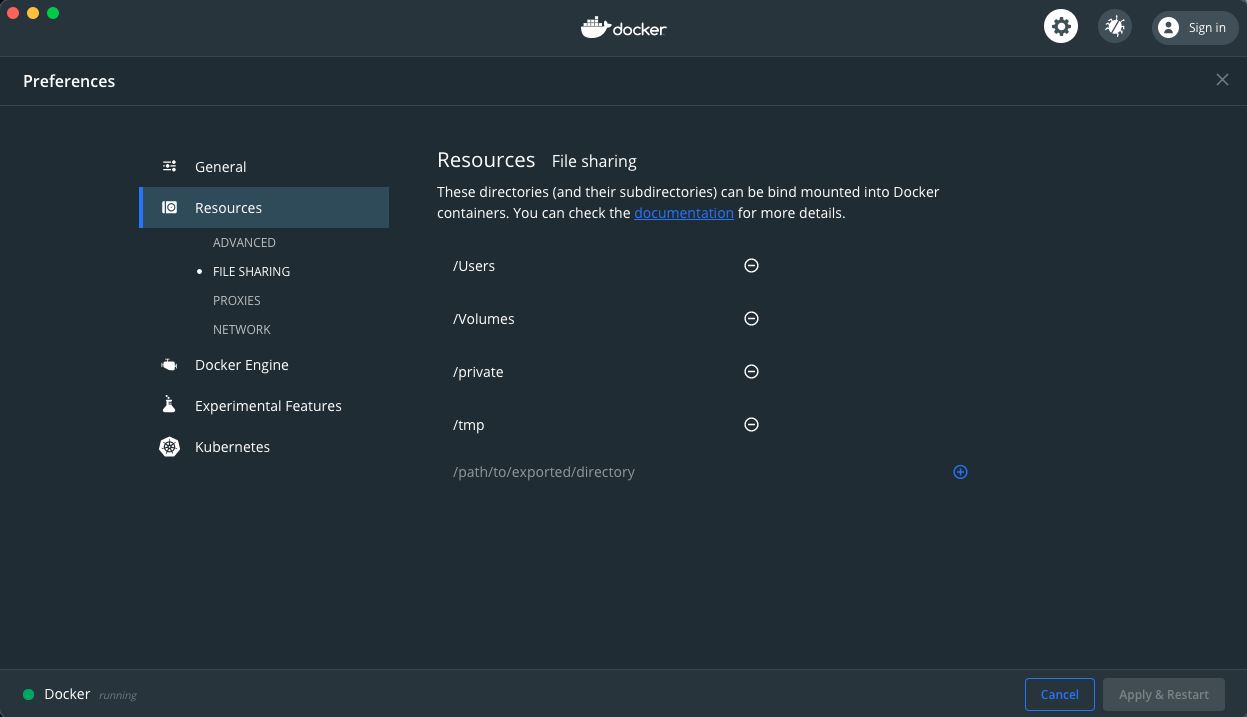 docker
Sign in
Preferences
General
Resources
ADVANCED
FILE SHARING
PROXIES
NETWORK
Docker Engine
Experimental Features
Kubernetes
Resources File sharing
These directories (and their subdirectories) can be bind mounted into Docker
containers. You can check the documentation for more details.
/Users
/Volumes
/private
/tmp
/path/to/exported/directory
Docker running
Cancel
Apply & Restart